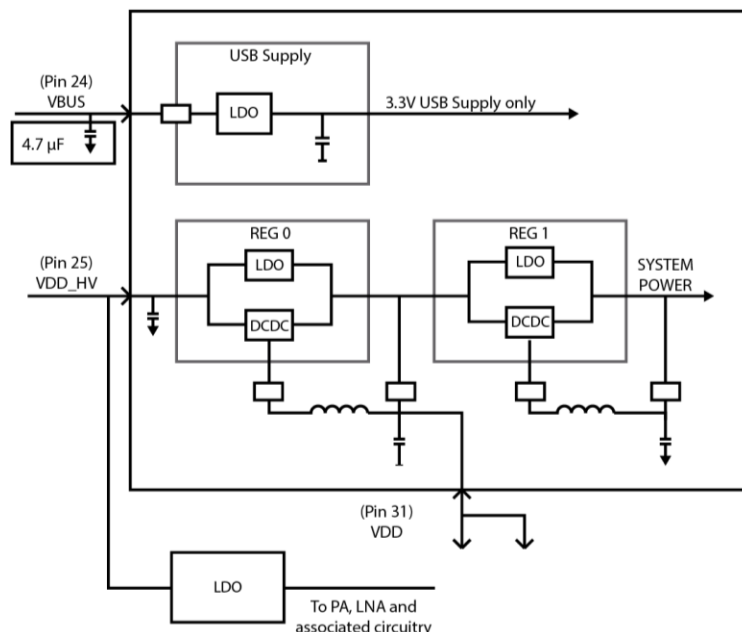 USB Supply
(Pin 24)
VBUS
LDO
3.3V USB Supply only
4.7 µF
REG 0
REG 1
(Pin 25)
VDD_HV
LDO
LDO
SYSTEM
POWER
DCDC
DCDC
(Pin 31)
VDD
LDO
To PA, LNA and
associated circuitry